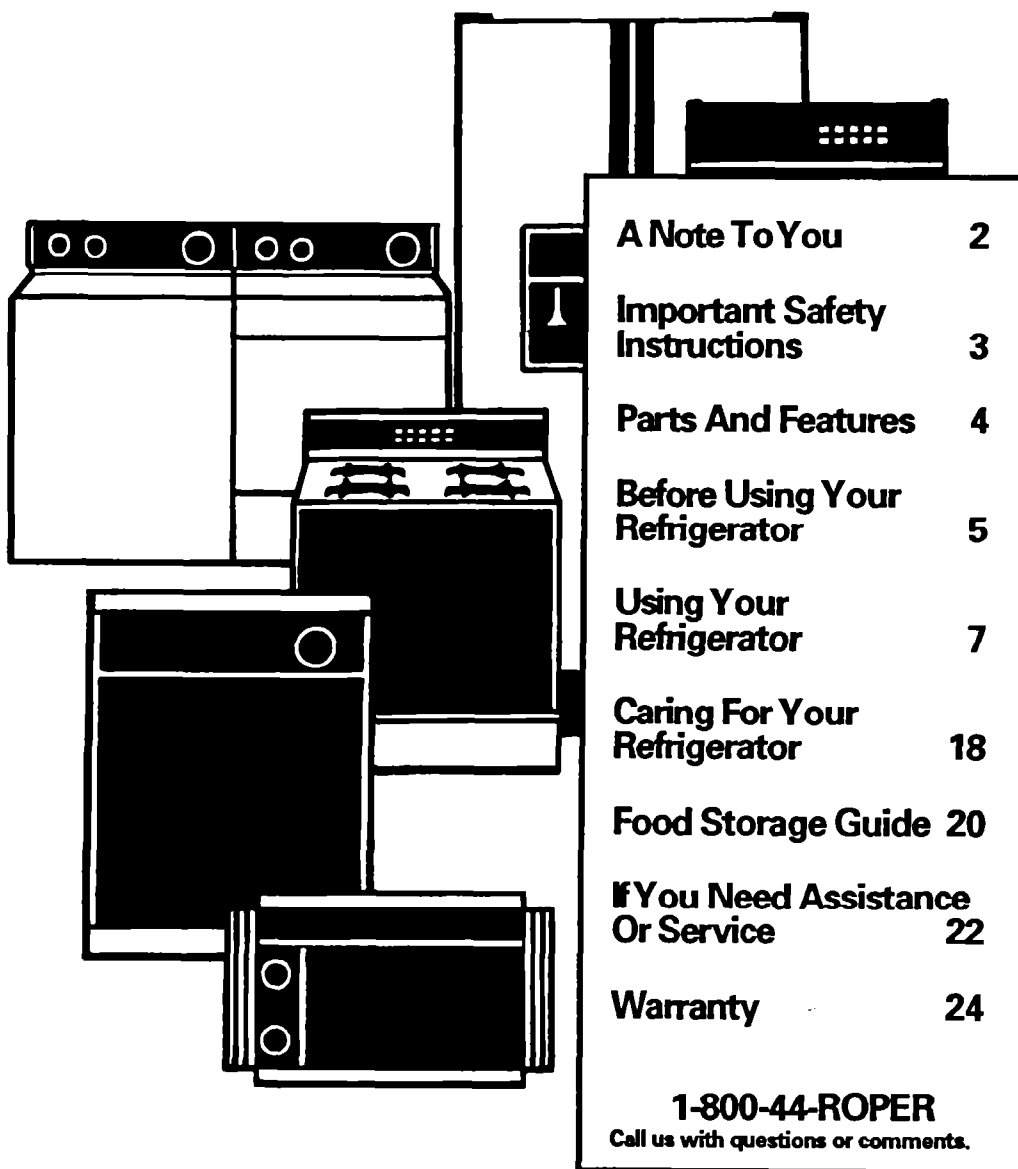 A Note To You 2
Important Safety
Instructions 3
Parts And Features 4
Before Using Your
Refrigerator 5
Using Your
Refrigerator 7
Caring For Your
Refrigerator 18
Food Storage Guide 20
If You Need Assistance
Or Service 22
Warranty 24
1-800-44-ROPER
Call us with questions or comments.